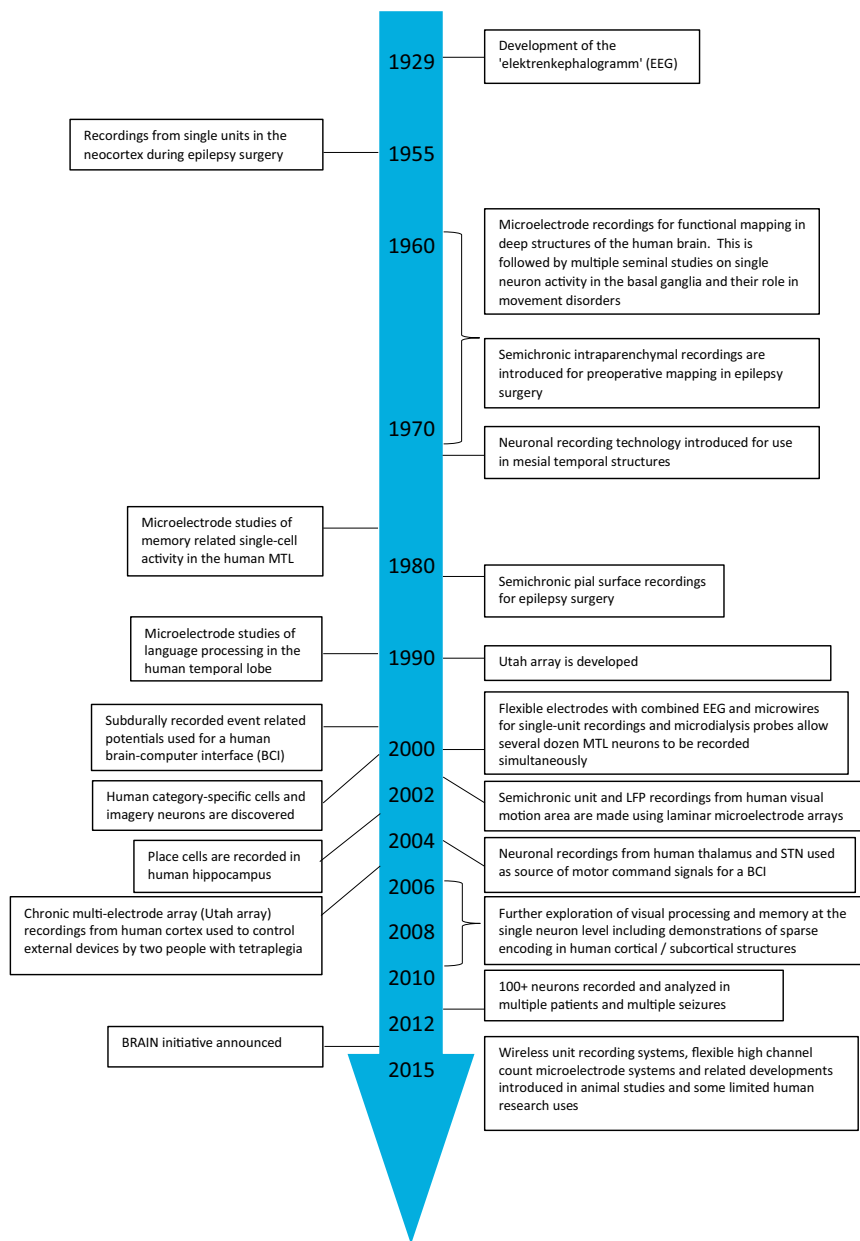 1929
Development of the
'elektrenkephalogramm' (EEG)
Recordings from single units in the
neocortex during epilepsy surgery
1955
1960
Microelectrode recordings for functional mapping in
deep structures of the human brain. This is
followed by multiple seminal studies on single
neuron activity in the basal ganglia and their role in
movement disorders
Semichronic intraparenchymal recordings are
introduced for preoperative mapping in epilepsy
surgery
1970
Neuronal recording technology introduced for use
in mesial temporal structures
Microelectrode studies of
memory related single-cell
activity in the human MTL
1980
Semichronic pial surface recordings
for epilepsy surgery
Microelectrode studies of
language processing in the
human temporal lobe
1990
Utah array is developed
Subdurally recorded event related
potentials used for a human
brain-computer interface (BCI)
2000
Flexible electrodes with combined EEG and microwires
for single-unit recordings and microdialysis probes allow
several dozen MTL neurons to be recorded
simultaneously
Human category-specific cells and
imagery neurons are discovered
2002
Semichronic unit and LFP recordings from human visual
motion area are made using laminar microelectrode arrays
Place cells are recorded in
human hippocampus
2004
Neuronal recordings from human thalamus and STN used
as source of motor command signals for a BCI
2006
Chronic multi-electrode array (Utah array)
recordings from human cortex used to control
external devices by two people with tetraplegia
2008
Further exploration of visual processing and memory at the
single neuron level including demonstrations of sparse
encoding in human cortical / subcortical structures
2010
100+ neurons recorded and analyzed in
multiple patients and multiple seizures
2012
BRAIN initiative announced
2015
Wireless unit recording systems, flexible high channel
count microelectrode systems and related developments
introduced in animal studies and some limited human
research uses